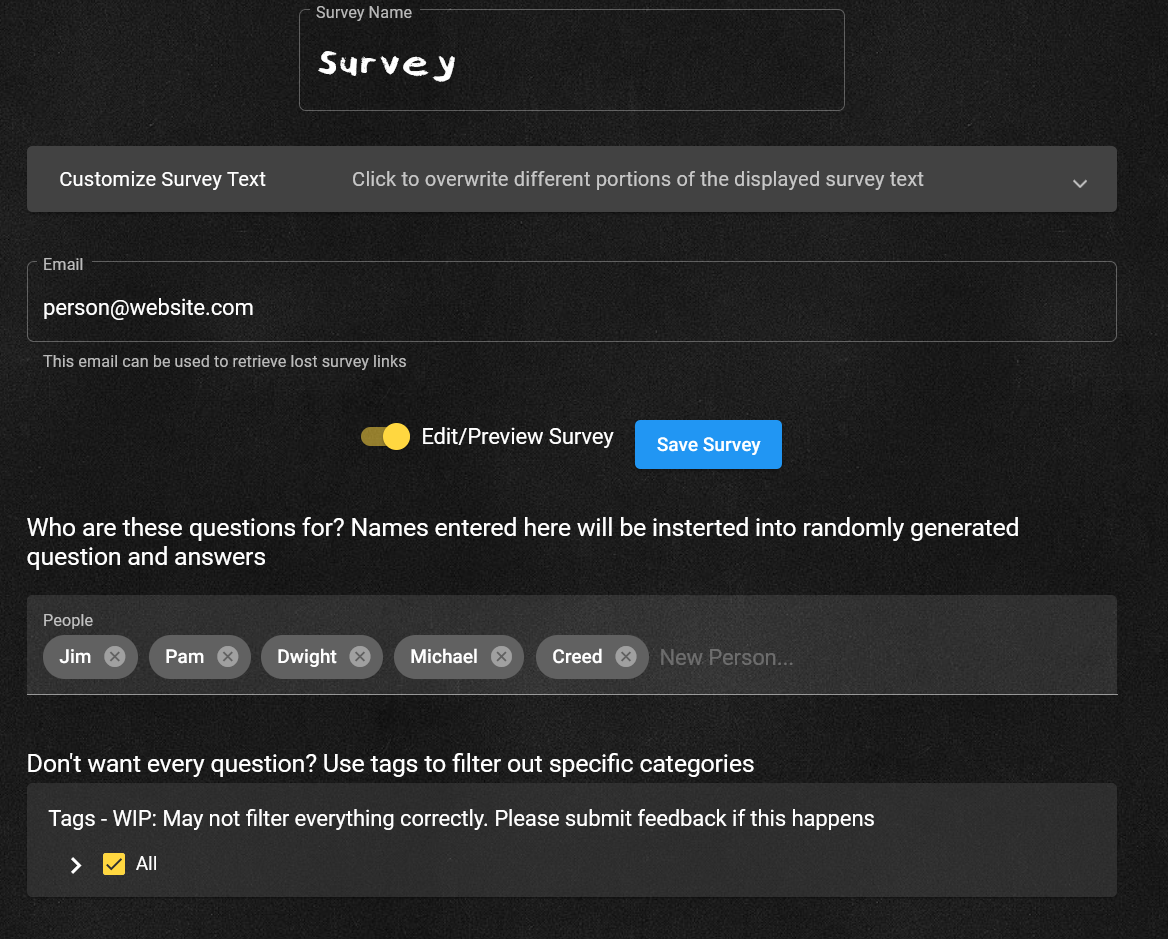 Survey Name
Survey
Customize Survey Text Click to overwrite different portions of the displayed survey text
Email
person@website.com
This email can be used to retrieve lost survey links
Edit/Preview Survey Save Survey
Who are these questions for? Names entered here will be insterted into randomly generated
question and answers
People
Jim Pam Dwight Michael Creed New Person...
Don't want every question? Use tags to filter out specific categories
Tags - WIP: May not filter everything correctly. Please submit feedback if this happens
All